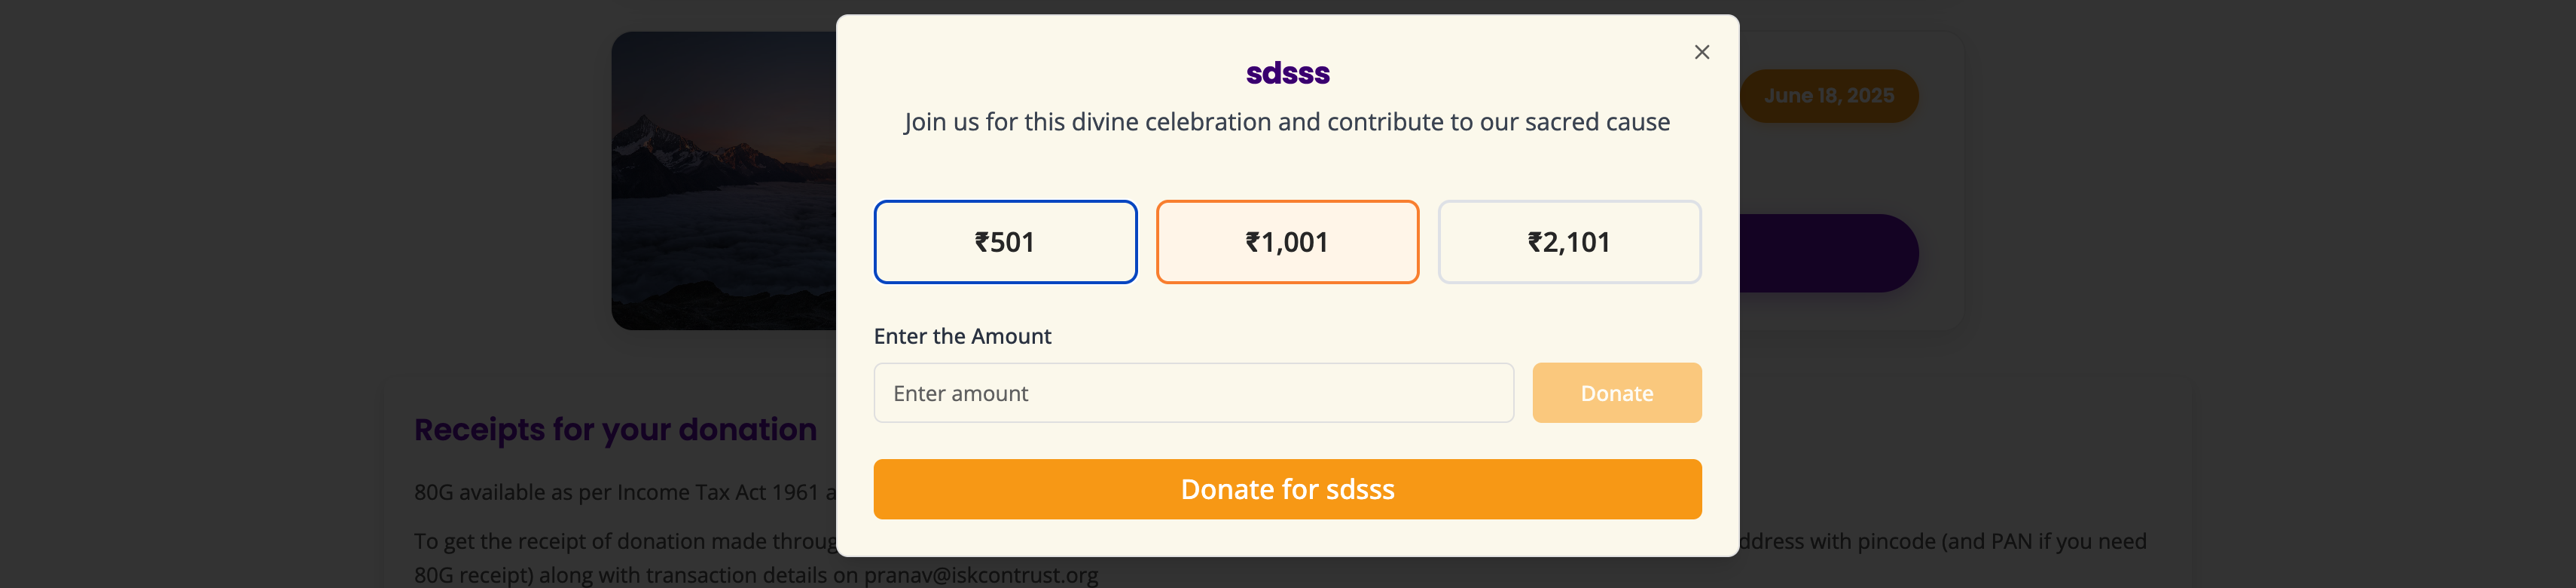 sdsss
Join us for this divine celebration and contribute to our sacred cause
June 18, 2025
₹501
₹1,001
₹2,101
Enter the Amount
Enter amount
Donate
Donate for sdsss
Receipts for your donation
80G available as per Income Tax Act 1961 a
To get the receipt of donation made throug
ddress with pincode (and PAN if you need
80G receipt) along with transaction details on pranav@iskcontrust.org